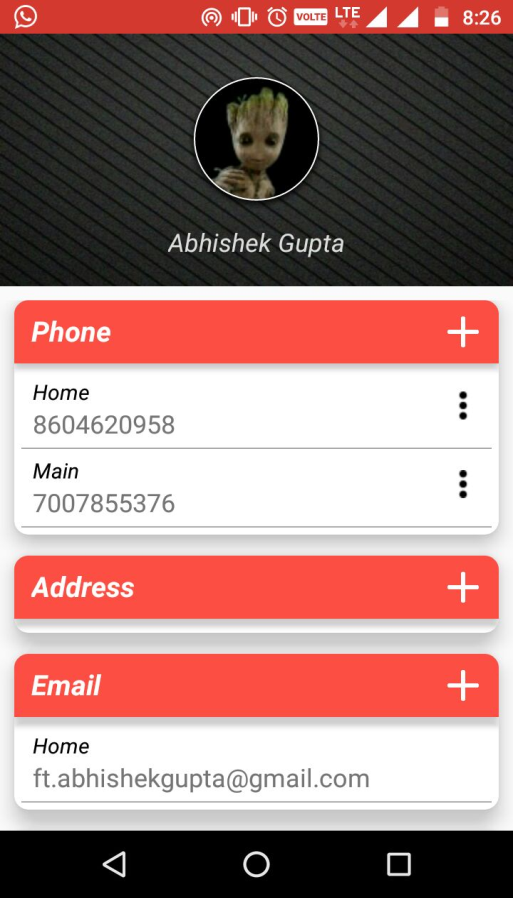 VOLTE LTE 8:26
Abhishek Gupta
Phone
Home
8604620958
Main
7007855376
Address
Email
Home
ft.abhishekgupta@gmail.com